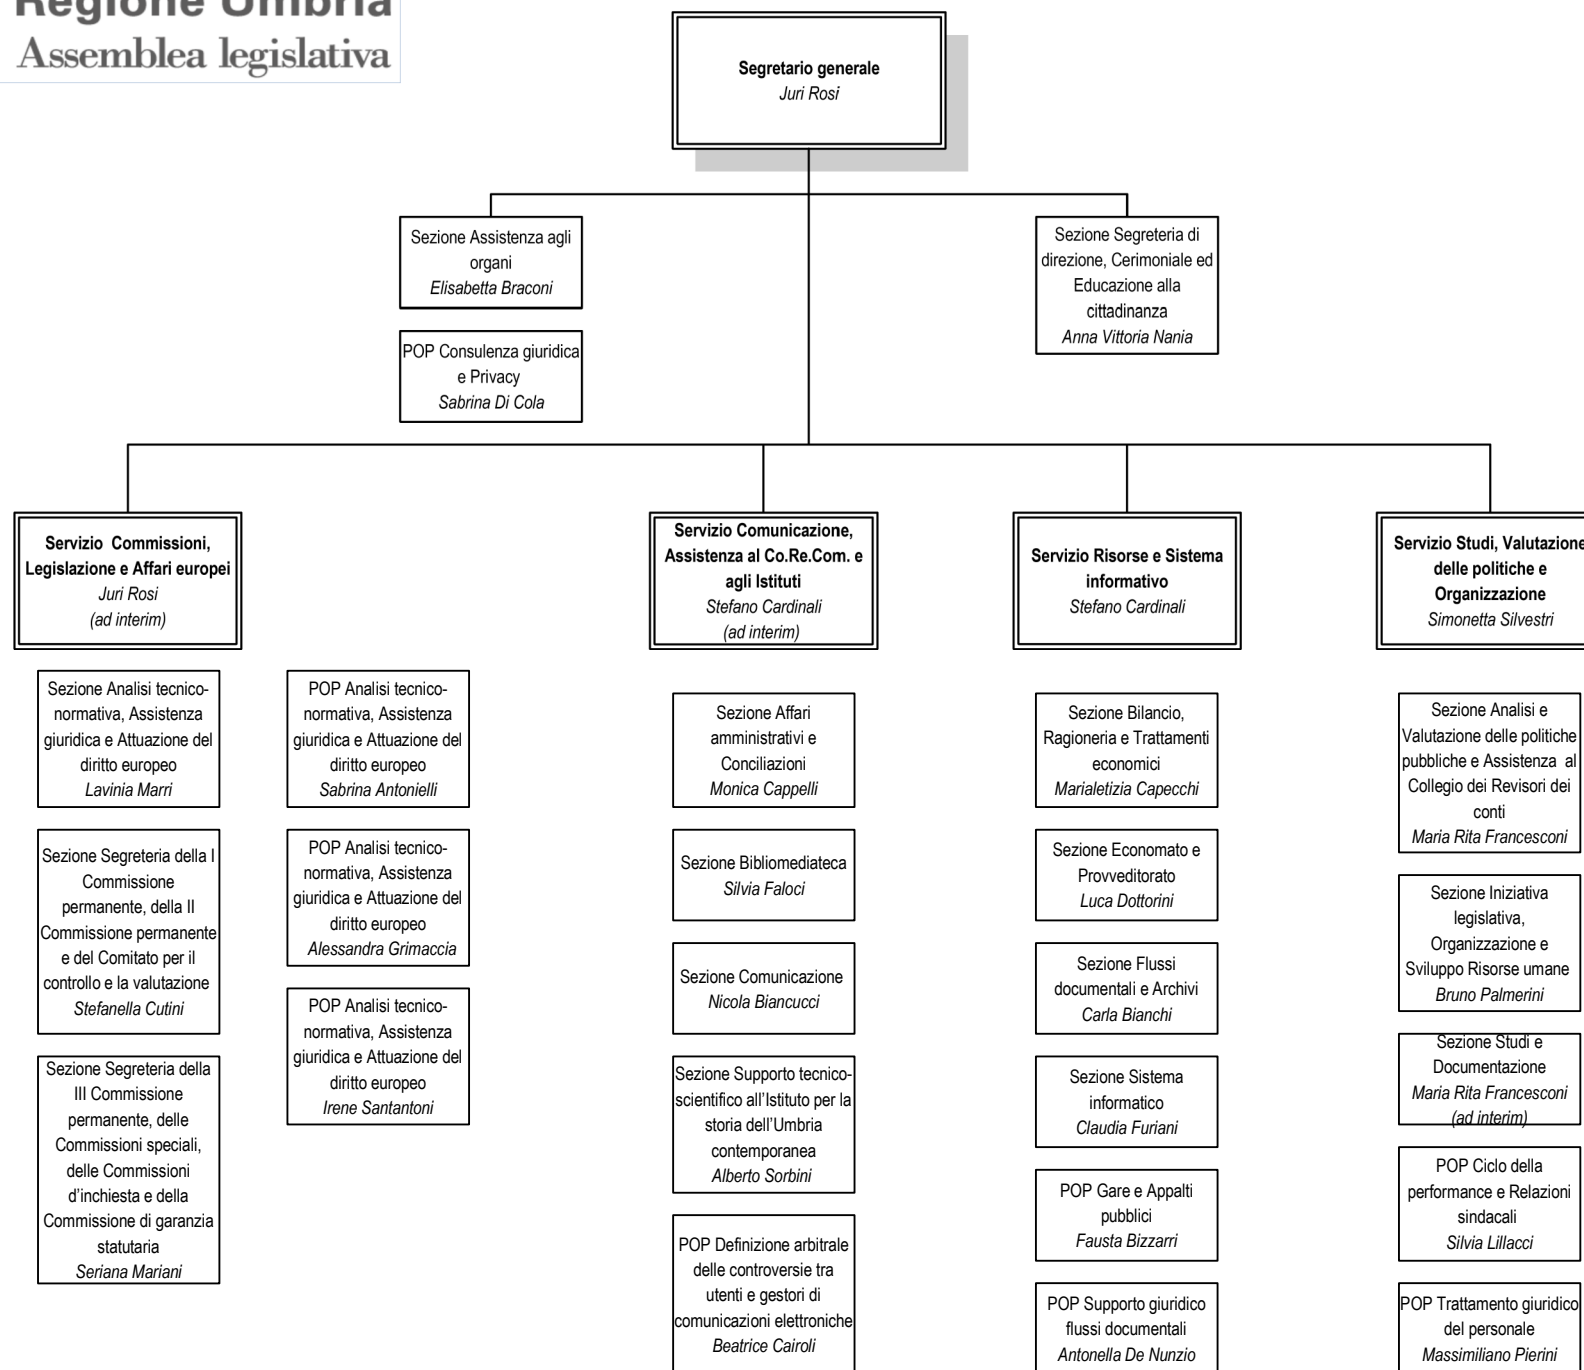 Regione Umbria
Assemblea legislativa
Segretario generale
Juri Rosi
Sezione Assistenza agli
organi
Elisabetta Braconi
POP Consulenza giuridica
e Privacy
Sabrina Di Cola
Sezione Segreteria di
direzione, Cerimoniale ed
Educazione alla
cittadinanza
Anna Vittoria Nania
Servizio Commissioni,
Legislazione e Affari europei
Juri Rosi
(ad interim)
Sezione Analisi tecnico-
normativa, Assistenza
giuridica e Attuazione del
diritto europeo
Lavinia Marri
Sezione Segreteria della I
Commissione
permanente, della II
Commissione permanente
e del Comitato per il
controllo e la valutazione
Stefanella Cutini
Sezione Segreteria della
III Commissione
permanente, delle
Commissioni speciali,
delle Commissioni
d'inchiesta e della
Commissione di garanzia
statutaria
Seriana Mariani
POP Analisi tecnico-
normativa, Assistenza
giuridica e Attuazione del
diritto europeo
Sabrina Antonielli
POP Analisi tecnico-
normativa, Assistenza
giuridica e Attuazione del
diritto europeo
Alessandra Grimaccia
POP Analisi tecnico-
normativa, Assistenza
giuridica e Attuazione del
diritto europeo
Irene Santantoni
Servizio Comunicazione,
Assistenza al Co.Re.Com. e
agli Istituti
Stefano Cardinali
(ad interim)
Sezione Affari
amministrativi e
Conciliazioni
Monica Cappelli
Sezione Bibliomediateca
Silvia Faloci
Sezione Comunicazione
Nicola Biancucci
Sezione Supporto tecnico-
scientifico all'Istituto per la
storia dell'Umbria
contemporanea
Alberto Sorbini
POP Definizione arbitrale
delle controversie tra
utenti e gestori di
comunicazioni elettroniche
Beatrice Cairoli
Servizio Risorse e Sistema
informativo
Stefano Cardinali
Sezione Bilancio,
Ragioneria e Trattamenti
economici
Marialetizia Capecchi
Sezione Economato e
Provveditorato
Luca Dottorini
Sezione Flussi
documentali e Archivi
Carla Bianchi
Sezione Sistema
informatico
Claudia Furiani
POP Gare e Appalti
pubblici
Fausta Bizzarri
POP Supporto giuridico
flussi documentali
Antonella De Nunzio
Servizio Studi, Valutazione
delle politiche e
Organizzazione
Simonetta Silvestri
Sezione Analisi e
Valutazione delle politiche
pubbliche e Assistenza al
Collegio dei Revisori dei
conti
Maria Rita Francesconi
Sezione Iniziativa
legislativa,
Organizzazione e
Sviluppo Risorse umane
Bruno Palmerini
Sezione Studi e
Documentazione
Maria Rita Francesconi
(ad interim)
POP Ciclo della
performance e Relazioni
sindacali
Silvia Lillacci
POP Trattamento giuridico
del personale
Massimiliano Pierini